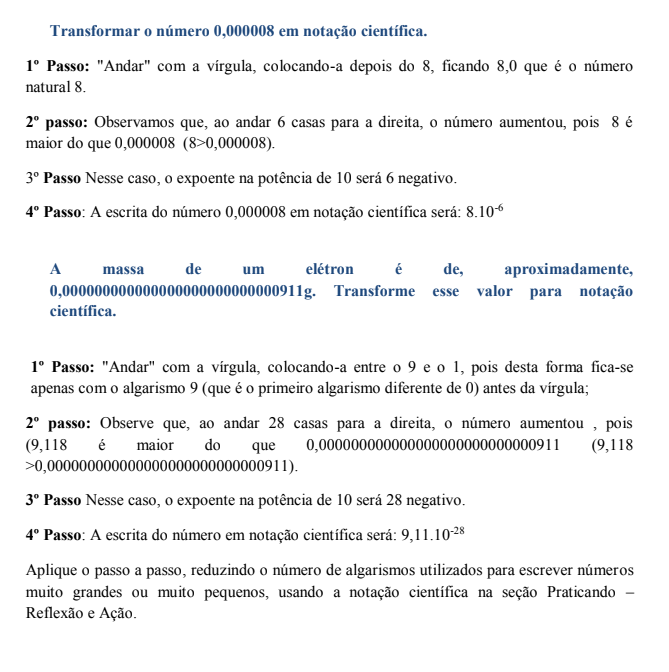 Transformar o número 0,000008 em notação científica.
1º Passo: "Andar" com a vírgula, colocando-a depois do 8, ficando 8,0 que é o número
natural 8.
2º passo: Observamos que, ao andar 6 casas para a direita, o número aumentou, pois 8 é
maior do que 0,000008 (8>0,000008).
3º Passo Nesse caso, o expoente na potência de 10 será 6 negativo.
4º Passo: A escrita do número 0,000008 em notação científica será: 8.10⁻⁶
A massa de um elétron é de, aproximadamente,
0,000000000000000000000000000911g. Transforme esse valor para notação
científica.
1º Passo: "Andar" com a vírgula, colocando-a entre o 9 e o 1, pois desta forma fica-se
apenas com o algarismo 9 (que é o primeiro algarismo diferente de 0) antes da vírgula;
2º passo: Observe que, ao andar 28 casas para a direita, o número aumentou , pois
(9,118 é maior do que 0,000000000000000000000000000911 (9,118
>0,000000000000000000000000000911).
3º Passo Nesse caso, o expoente na potência de 10 será 28 negativo.
4º Passo: A escrita do número em notação científica será: 9,11.10⁻²⁸
Aplique o passo a passo, reduzindo o número de algarismos utilizados para escrever números
muito grandes ou muito pequenos, usando a notação científica na seção Praticando –
Reflexão e Ação.